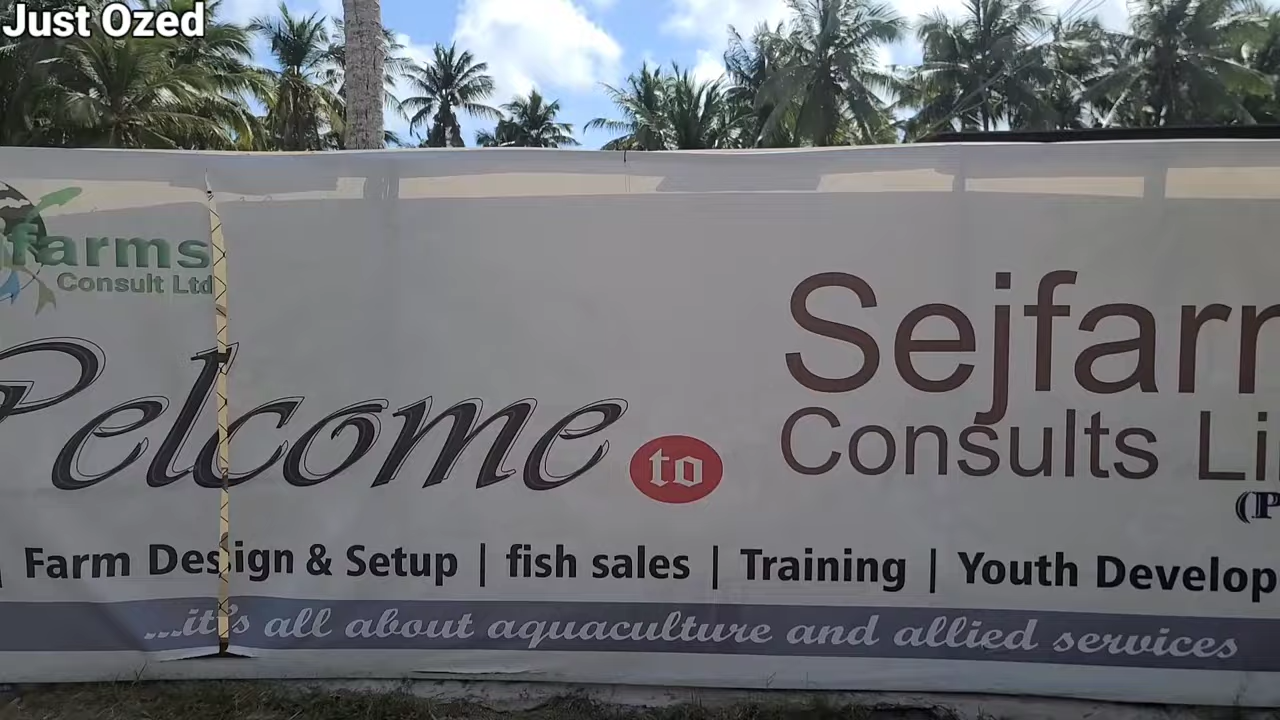 Just Ozed
farms
Consult Ltd
Welcome to
Sejfarm
Consults Li
(P
Farm Design & Setup | fish sales | Training | Youth Develop
...it's all about aquaculture and allied services